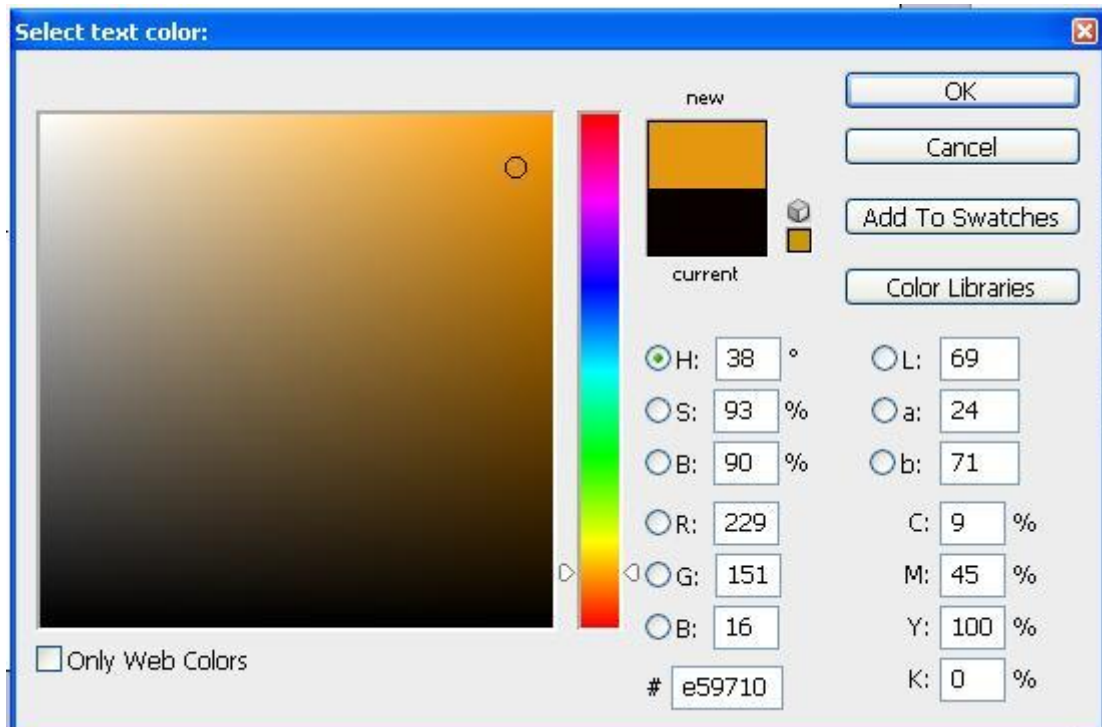 Select text color:
new
current
OK
Cancel
Add To Swatches
Color Libraries
H: 38 °
L: 69
S: 93 %
a: 24
B: 90 %
b: 71
R: 229
C: 9 %
G: 151
M: 45 %
B: 16
Y: 100 %
# e59710
K: 0 %
Only Web Colors